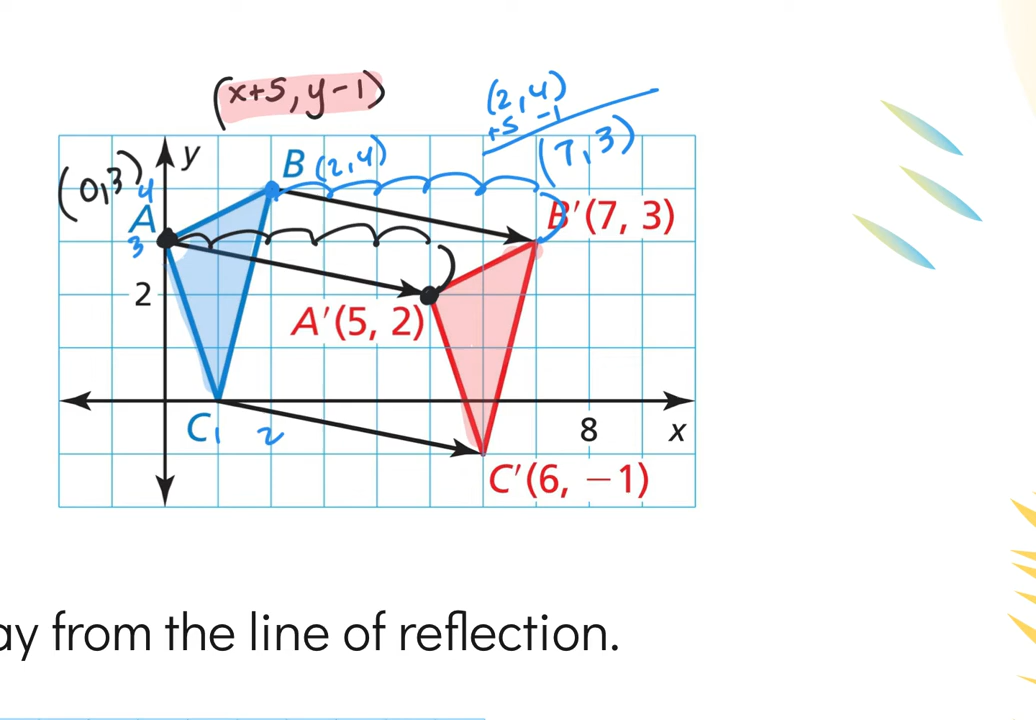 (x+5, y-1)
(2,4)
+5 -1
(7,3)
(0,3)
4
y
B (2,4)
A
3
B′(7, 3)
2
A′(5, 2)
C 1 2
8
x
C′(6, −1)
ay from the line of reflection.